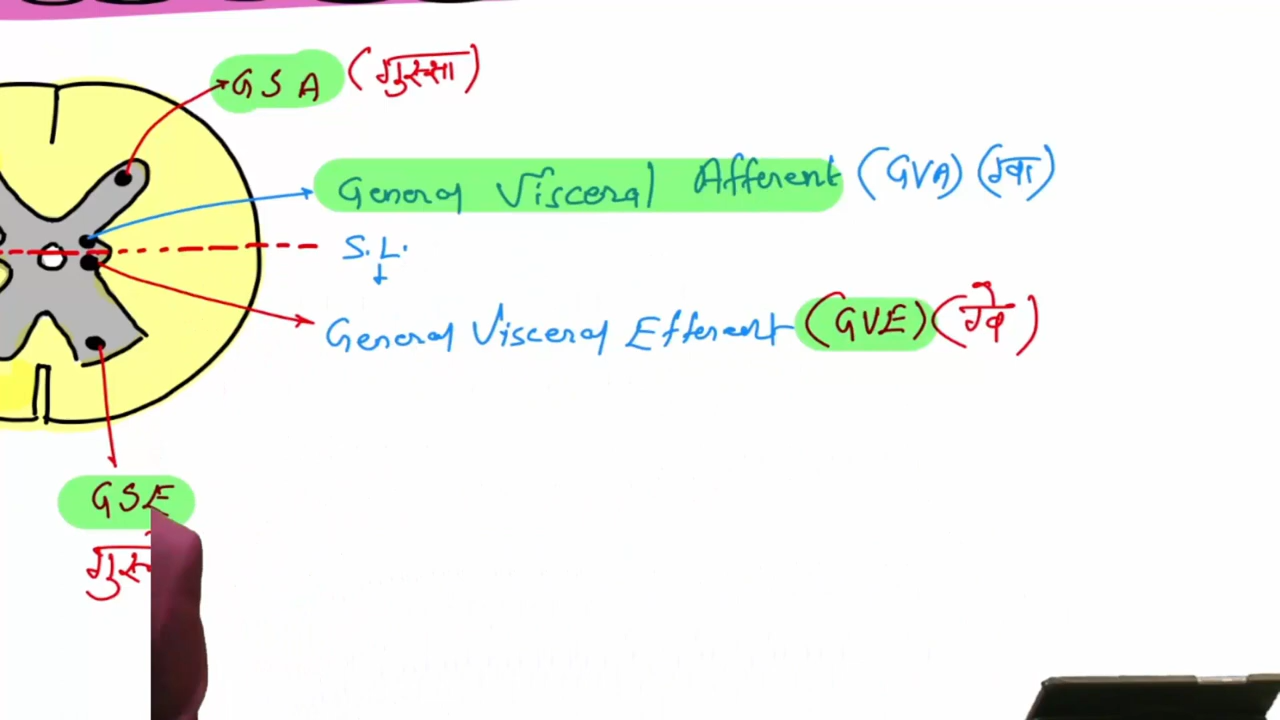 GSA (गुस्सा)
General Visceral Afferent (GVA) (गवा)
S.L.
General Visceral Efferent (GVE) (गवे)
GSE